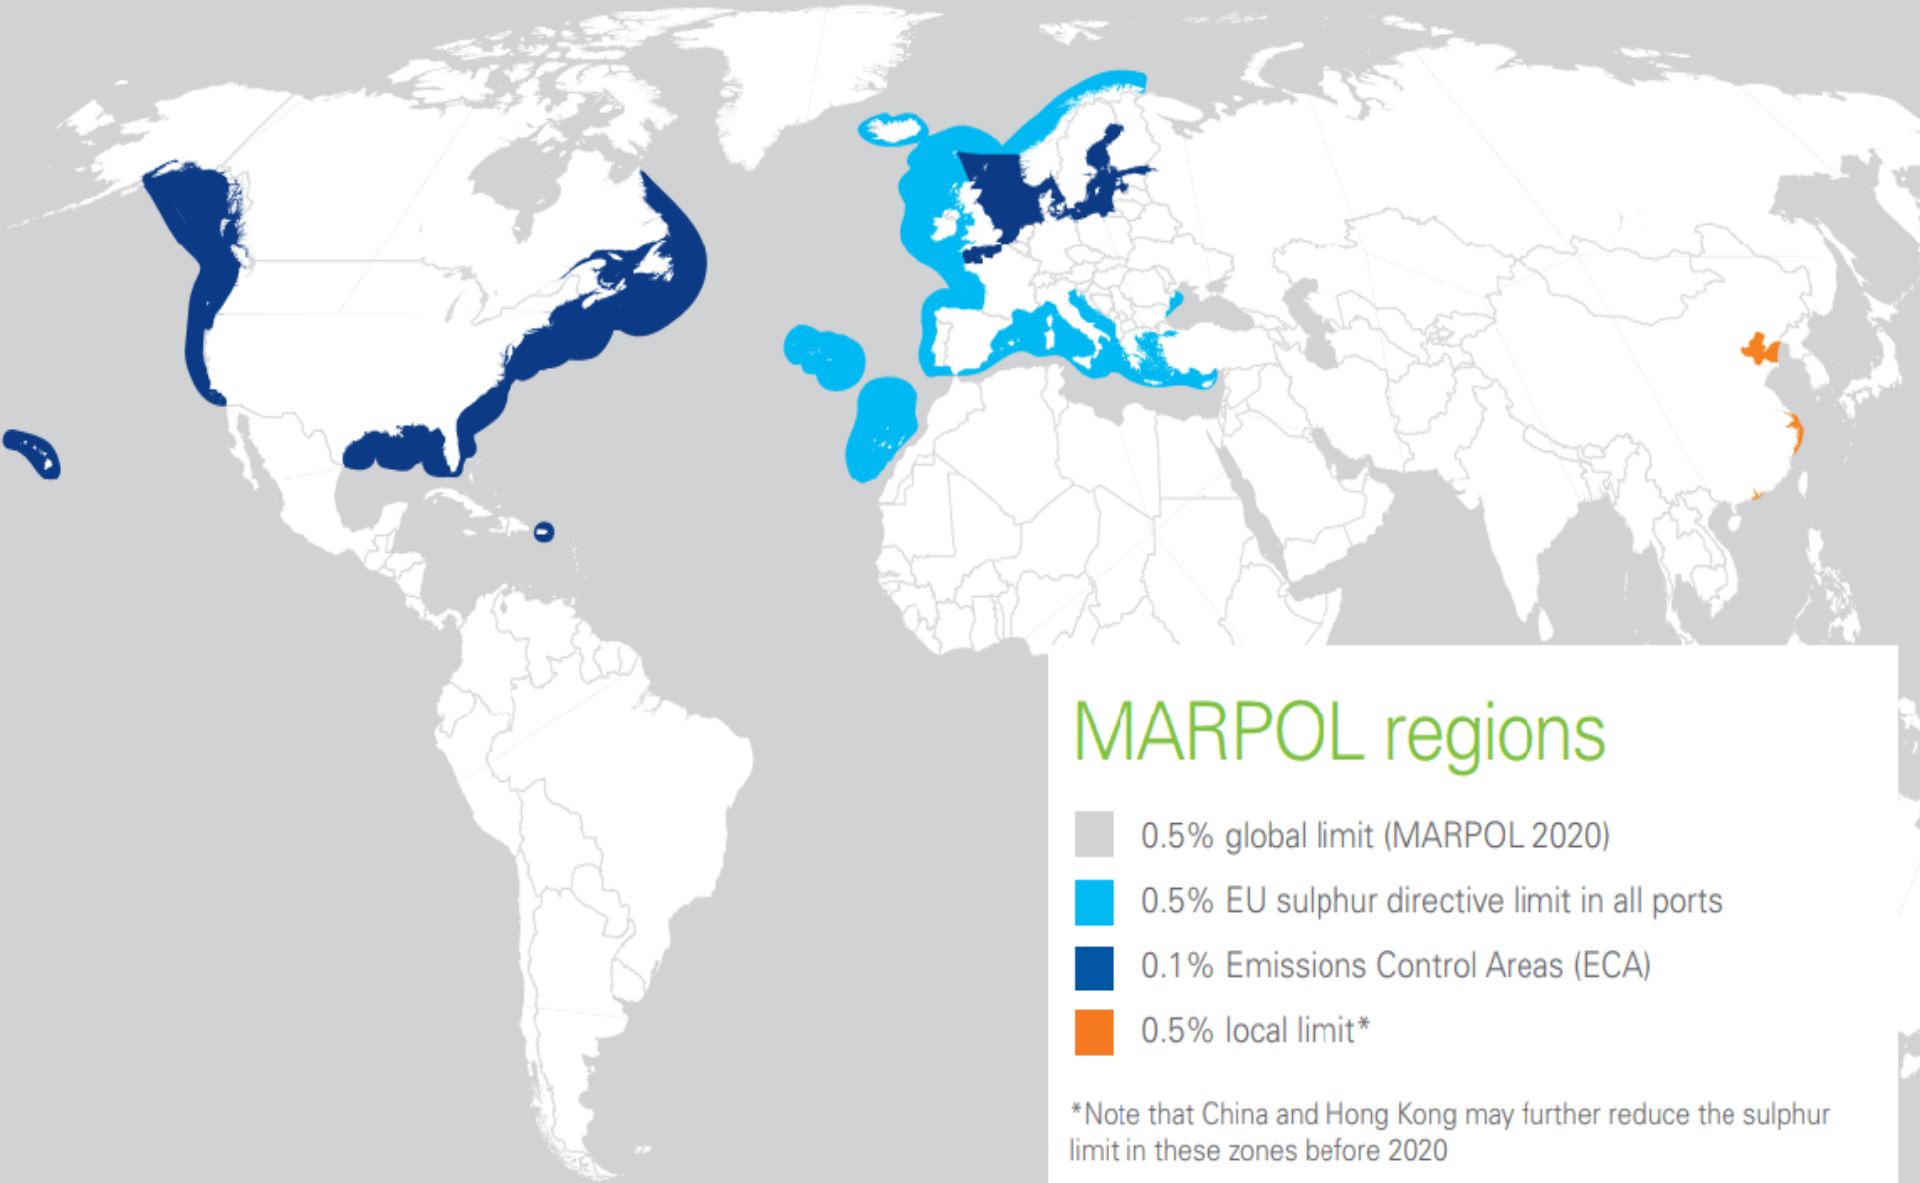 MARPOL regions
0.5% global limit (MARPOL 2020)
0.5% EU sulphur directive limit in all ports
0.1% Emissions Control Areas (ECA)
0.5% local limit*
*Note that China and Hong Kong may further reduce the sulphur
limit in these zones before 2020